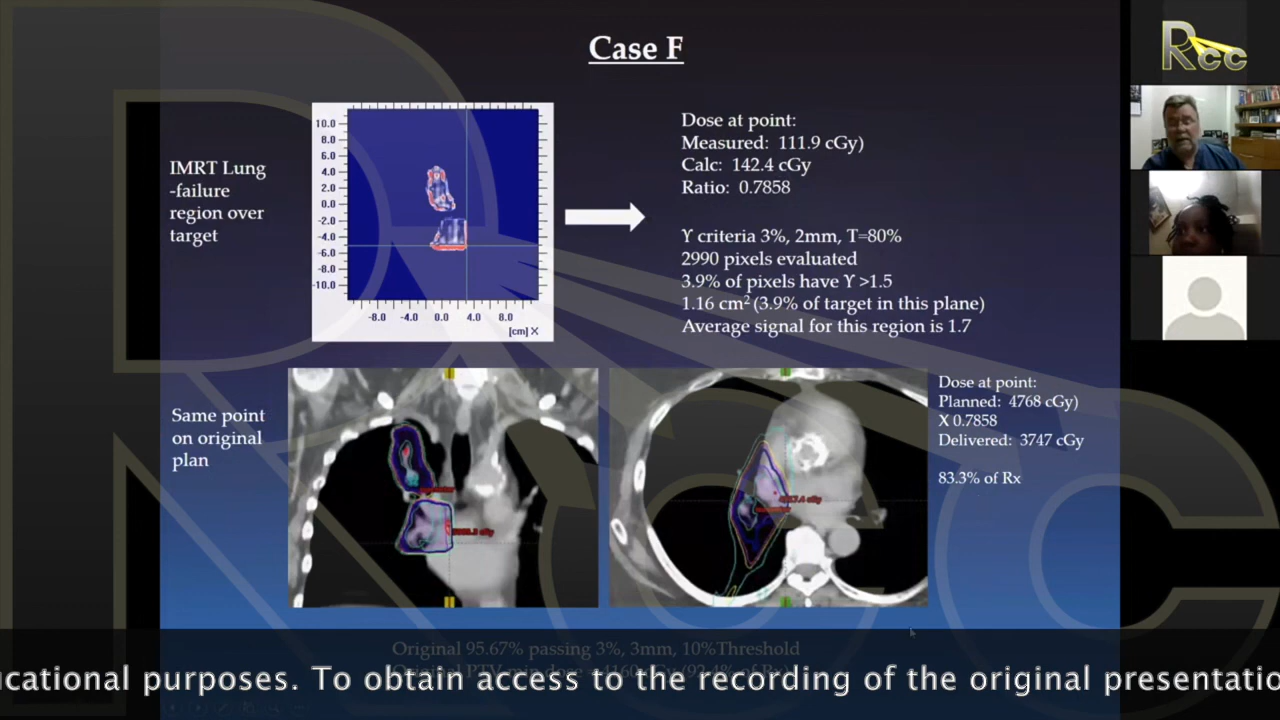 Case F
IMRT Lung
-failure
region over
target
10.0
8.0
6.0
4.0
2.0
0.0
-2.0
-4.0
-6.0
-8.0
-10.0
-8.0 -4.0 0.0 4.0 8.0
[cm] X
Dose at point:
Measured: 111.9 cGy)
Calc: 142.4 cGy
Ratio: 0.7858
ϒ criteria 3%, 2mm, T=80%
2990 pixels evaluated
3.9% of pixels have ϒ >1.5
1.16 cm² (3.9% of target in this plane)
Average signal for this region is 1.7
Same point
on original
plan
Dose at point:
Planned: 4768 cGy)
X 0.7858
Delivered: 3747 cGy
83.3% of Rx
Original 95.67% passing 3%, 3mm, 10%Threshold
Rcc
ucational purposes. To obtain access to the recording of the original presentatio